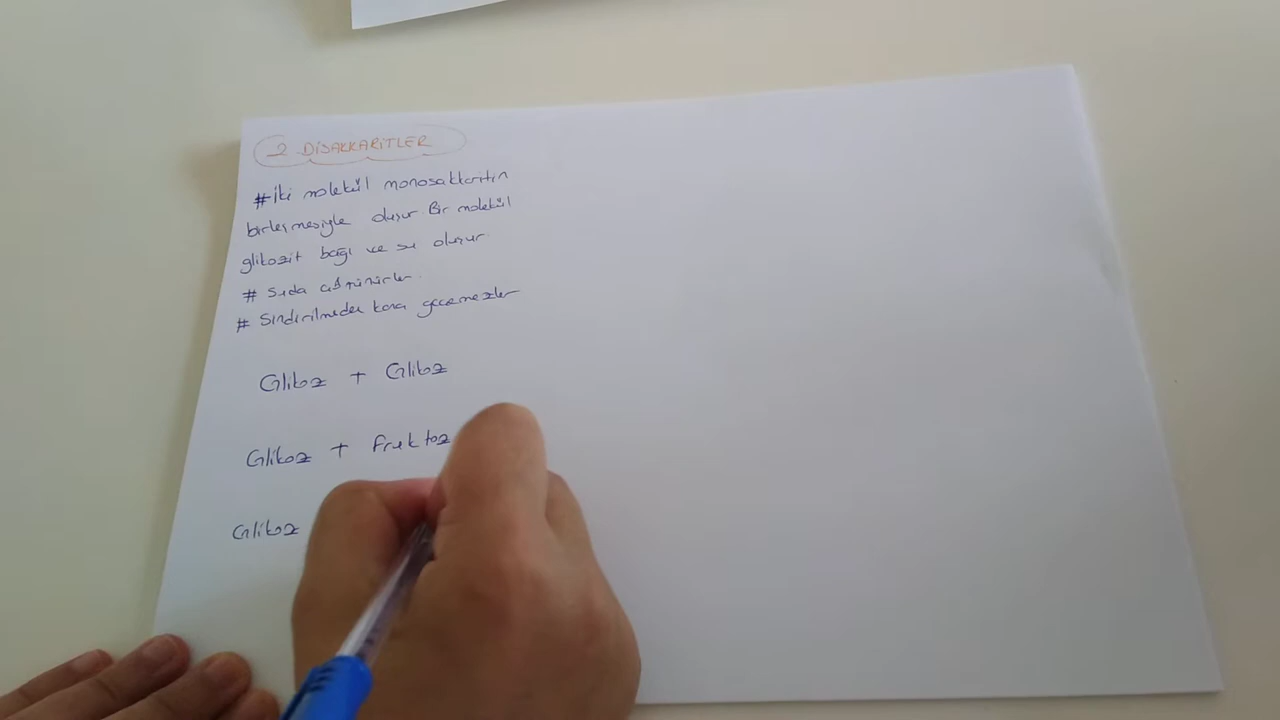 2 DİSAKKARİTLER
# İki molekül monosakkaritin
birleşmesiyle oluşur. Bir molekül
glikozit bağı ve su oluşur.
# Suda çözünürler.
# Sindirilmeden kana geçemezler
Glikoz + Glikoz
Glikoz + Fruktoz
Glikoz